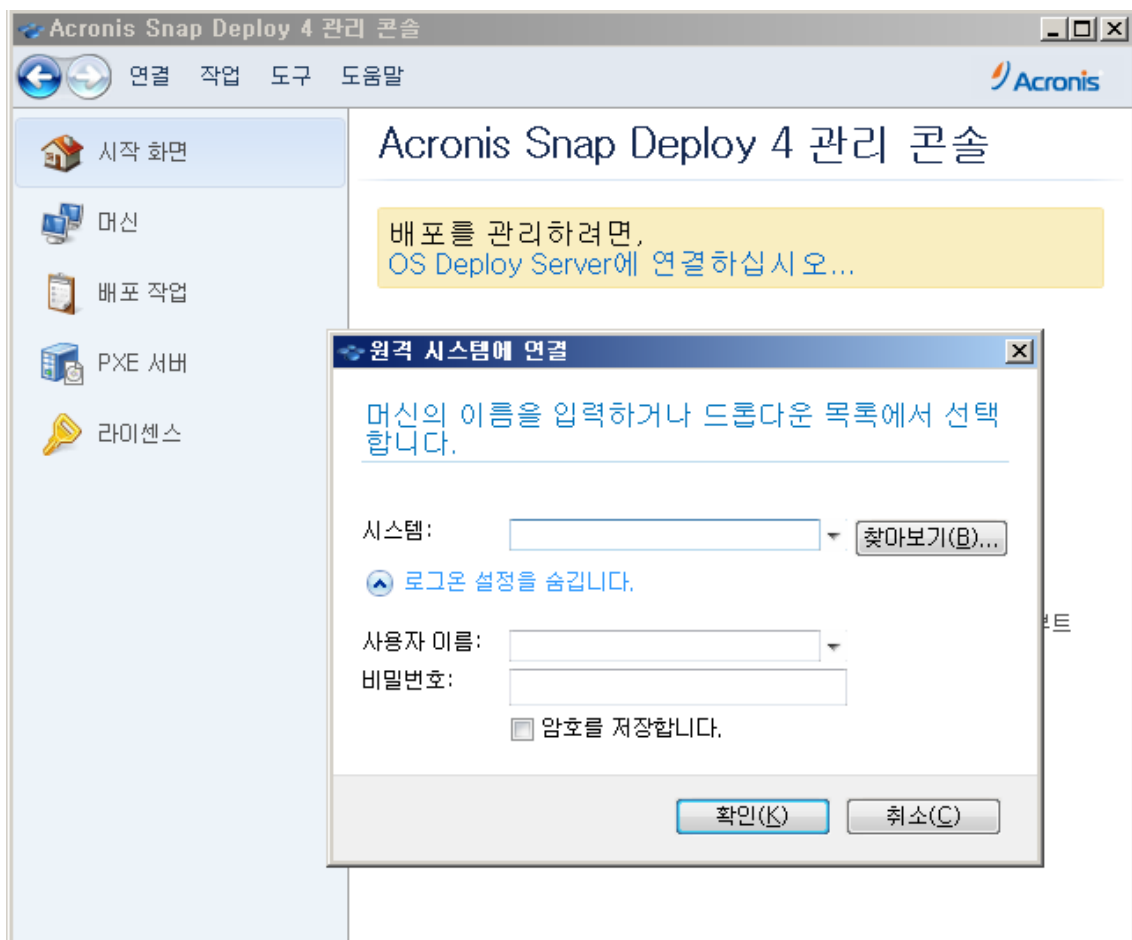 Acronis Snap Deploy 4 관리 콘솔
연결 작업 도구 도움말
Acronis
시작 화면
머신
배포 작업
PXE 서버
라이센스
Acronis Snap Deploy 4 관리 콘솔
배포를 관리하려면,
OS Deploy Server에 연결하십시오...
원격 시스템에 연결
머신의 이름을 입력하거나 드롭다운 목록에서 선택
합니다.
시스템:
찾아보기(B)...
로그온 설정을 숨깁니다.
사용자 이름:
비밀번호:
암호를 저장합니다.
확인(K)
취소(C)